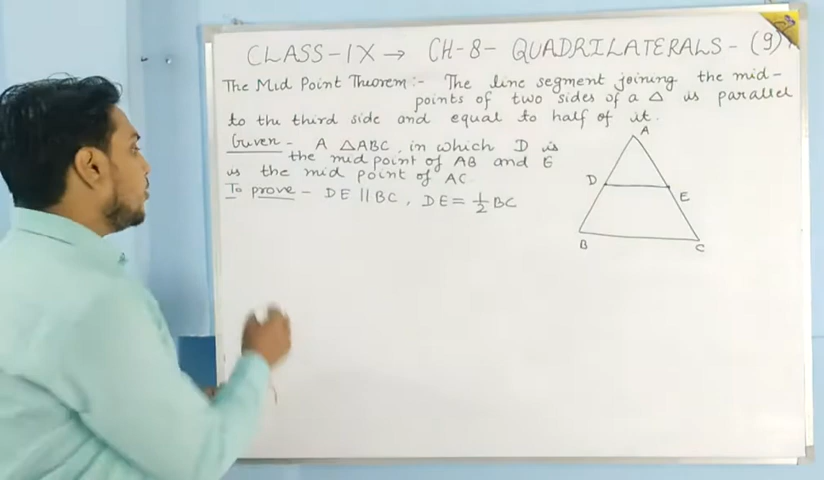 CLASS-IX → CH-8- QUADRILATERALS-(9)
The Mid Point Theorem:- The line segment joining the mid-
points of two sides of a △ is parallel
to the third side and equal to half of it.
Given - A △ABC, in which D is
the mid point of AB and E
is the mid point of AC
To prove - DE || BC, DE = 1/2 BC
A
D
E
B
C